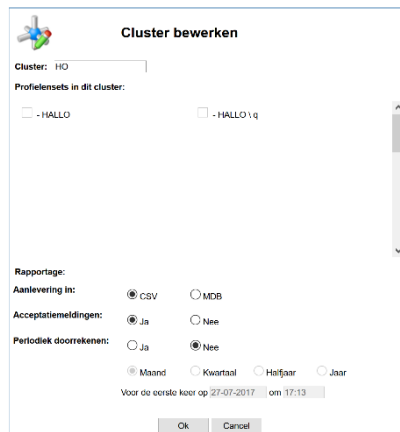 Cluster bewerken
Cluster: HO
Profielensets in dit cluster:
- HALLO - HALLO \ q
Rapportage:
Aanlevering in: CSV MDB
Acceptatiemeldingen: Ja Nee
Periodiek doorrekenen: Ja Nee
Maand Kwartaal Halfjaar Jaar
Voor de eerste keer op 27-07-2017 om 17:13
Ok Cancel